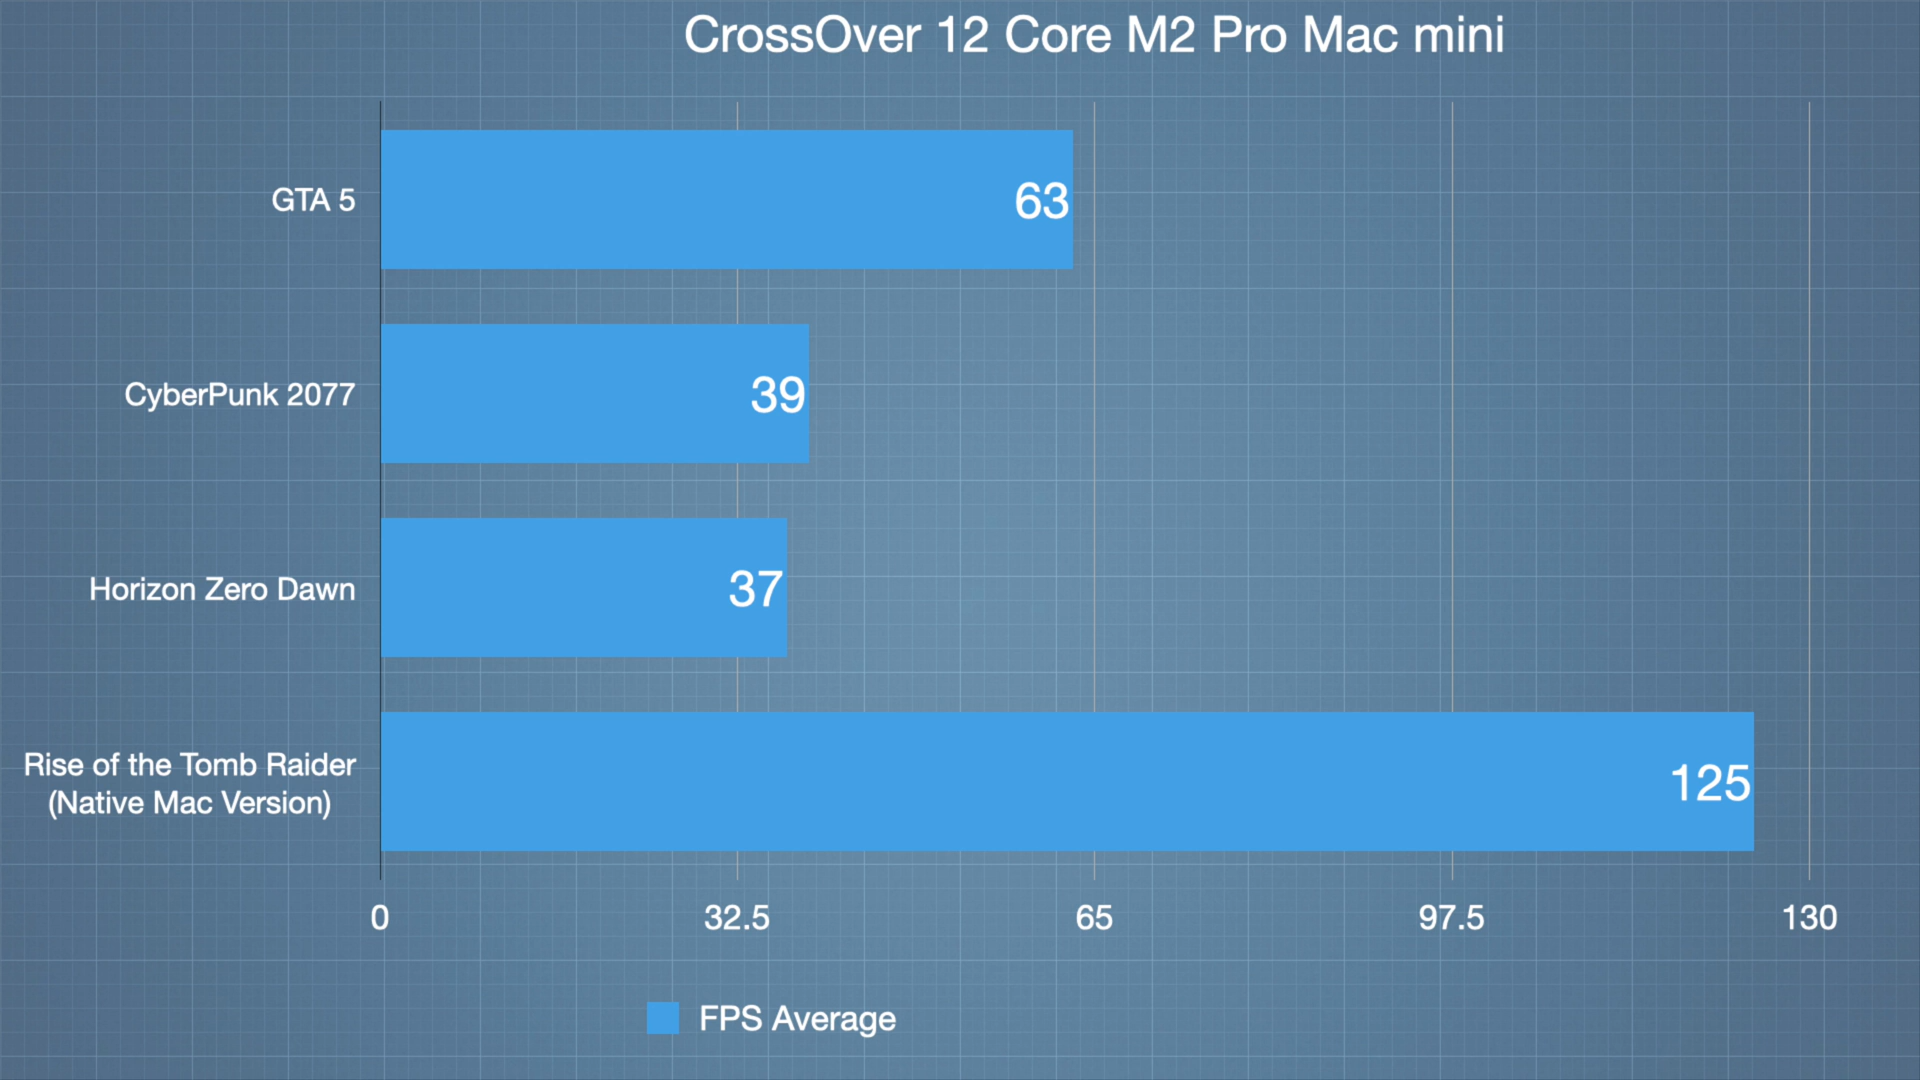 CrossOver 12 Core M2 Pro Mac mini
GTA 5
63
CyberPunk 2077
39
Horizon Zero Dawn
37
Rise of the Tomb Raider
(Native Mac Version)
125
0
32.5
65
97.5
130
FPS Average